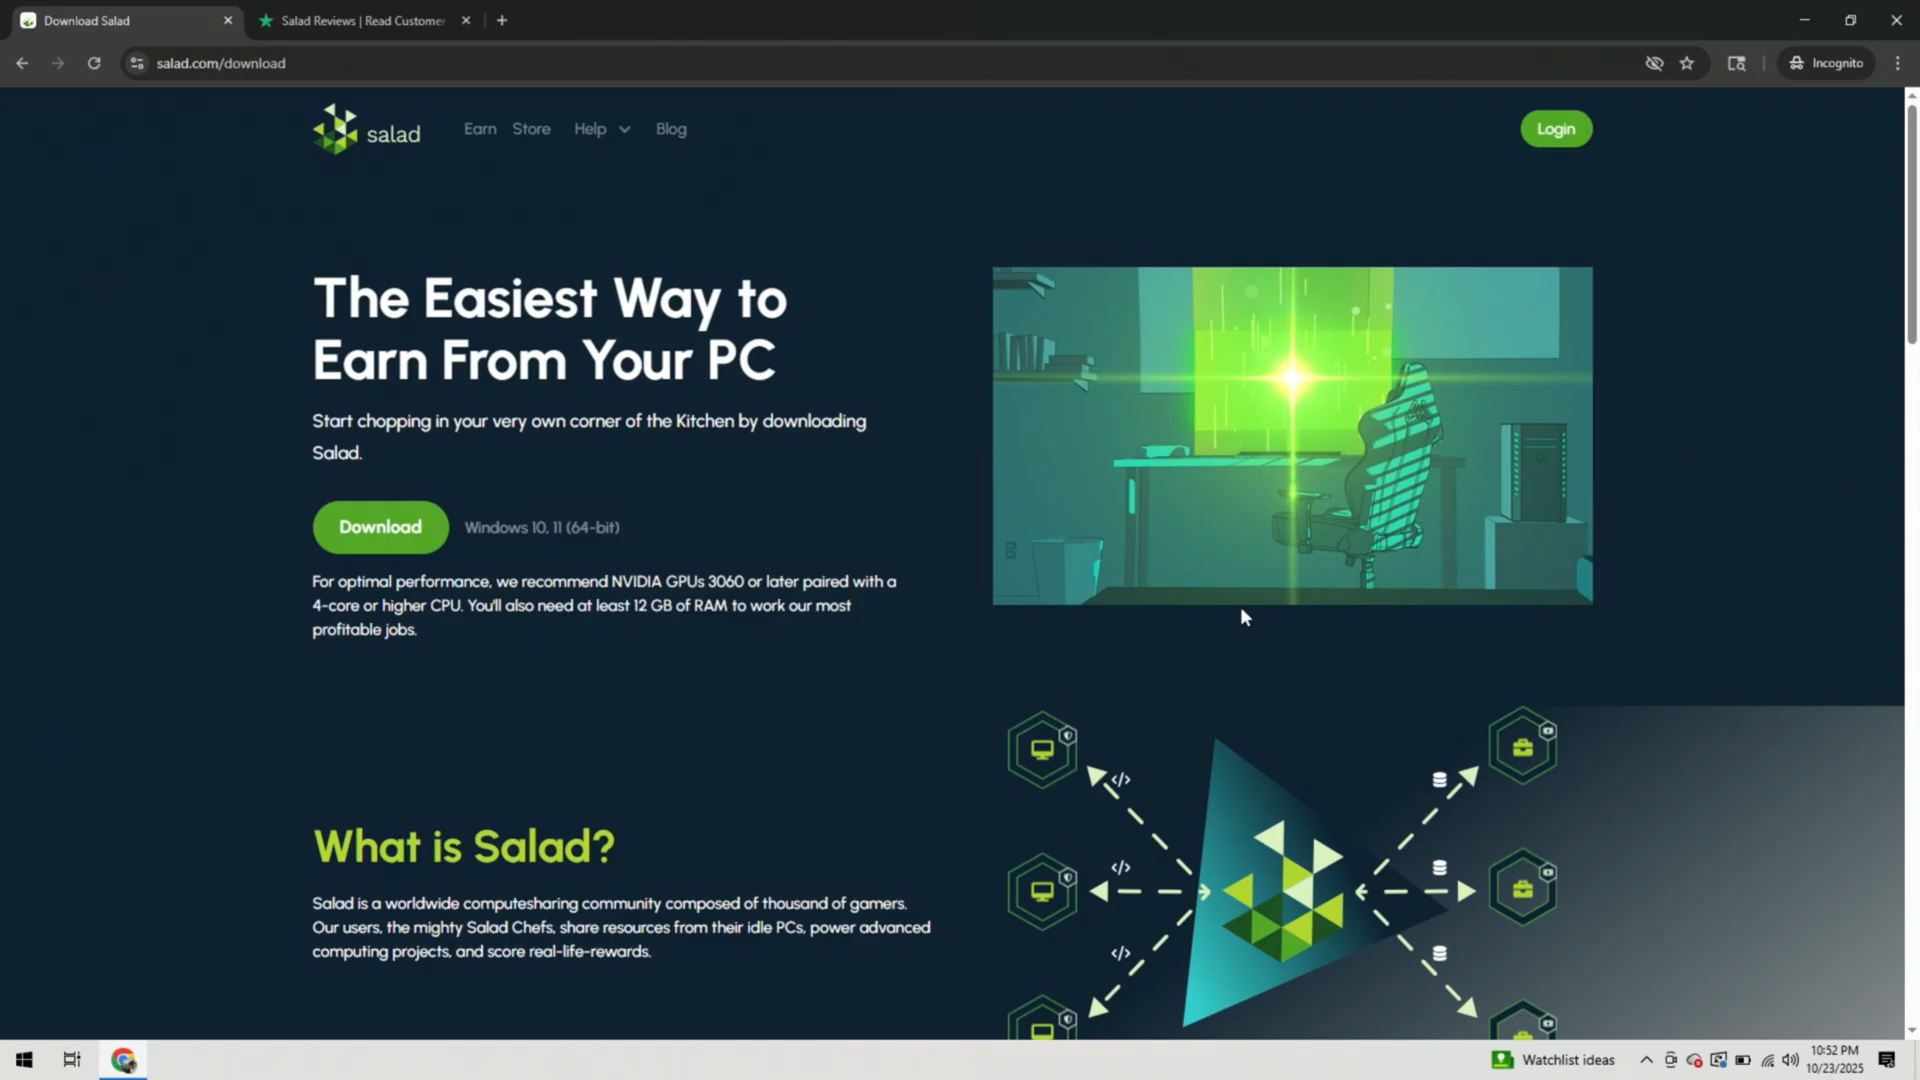 Download Salad
Salad Reviews | Read Customer
salad.com/download
Incognito
salad
Earn
Store
Help
Blog
Login
The Easiest Way to
Earn From Your PC
Start chopping in your very own corner of the Kitchen by downloading
Salad.
Download
Windows 10, 11 (64-bit)
For optimal performance, we recommend NVIDIA GPUs 3060 or later paired with a
4-core or higher CPU. You'll also need at least 12 GB of RAM to work our most
profitable jobs.
What is Salad?
Salad is a worldwide computesharing community composed of thousand of gamers.
Our users, the mighty Salad Chefs, share resources from their idle PCs, power advanced
computing projects, and score real-life-rewards.
</>
</>
</>
Watchlist ideas
10:52 PM
10/23/2025